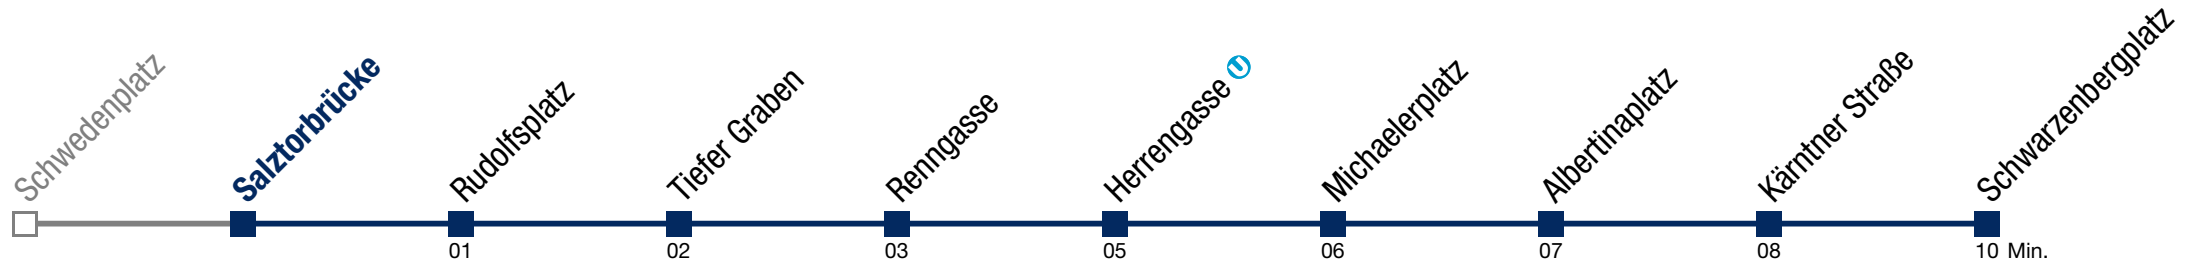 Schwedenplatz
Salztorbrücke
Rudolfsplatz
Tiefer Graben
Renngasse
Herrengasse
Michaelerplatz
Albertinaplatz
Kärntner Straße
Schwarzenbergplatz
01 02 03 05 06 07 08 10 Min.